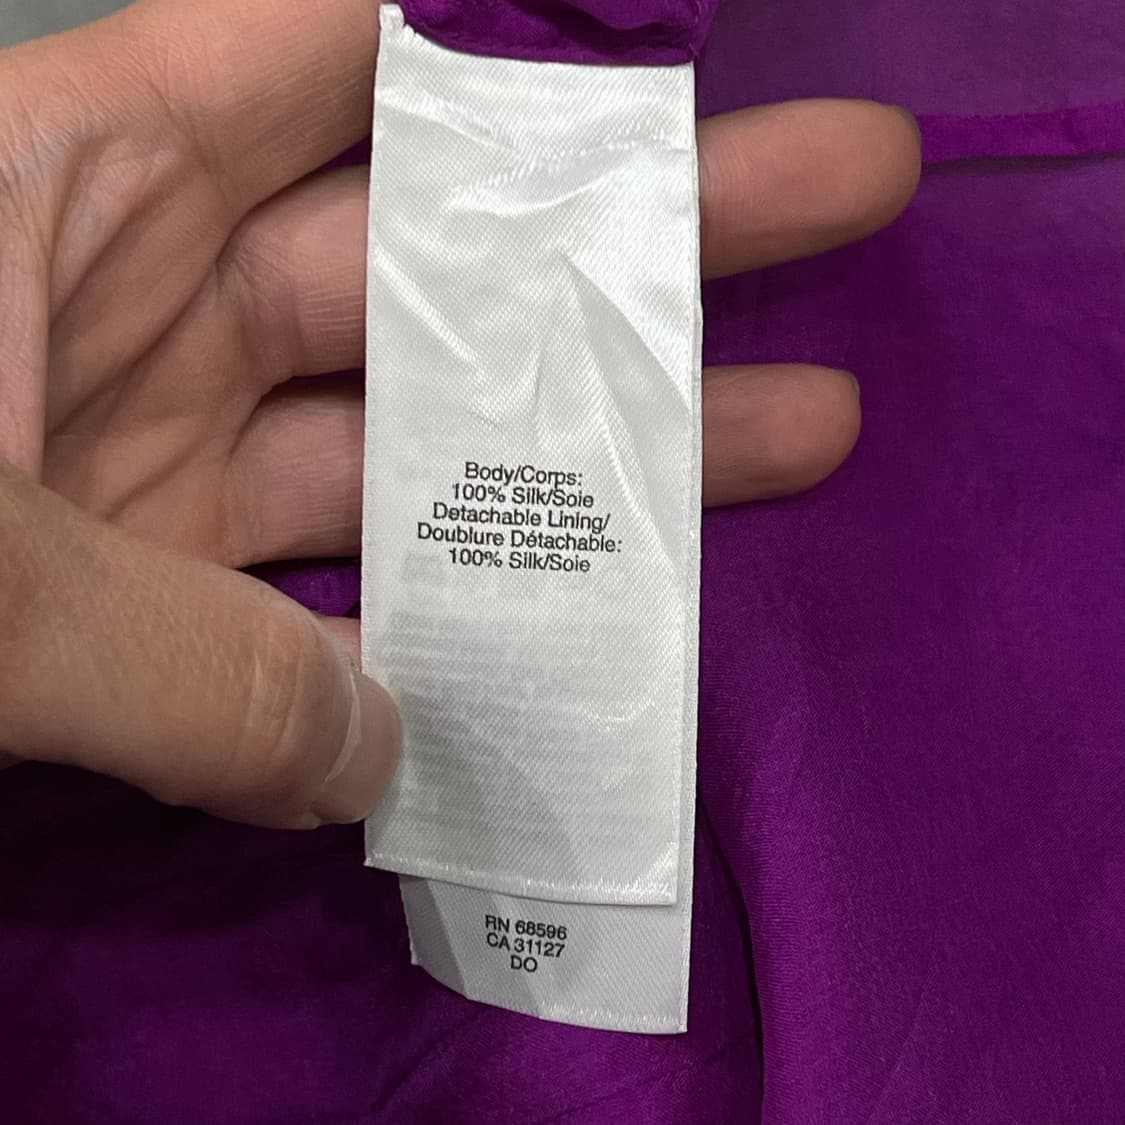 Body/Corps:
100% Silk/Soie
Detachable Lining/
Doublure Détachable:
100% Silk/Soie
RN 68596
CA 31127
DO